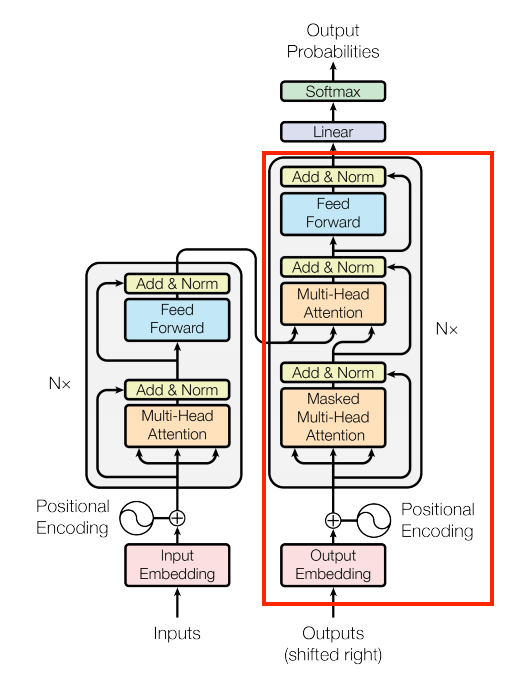 Output
Probabilities
Softmax
Linear
Add & Norm
Feed
Forward
Add & Norm
Multi-Head
Attention
Add & Norm
Masked
Multi-Head
Attention
N×
Positional
Encoding
Output
Embedding
Outputs
(shifted right)
Add & Norm
Feed
Forward
N×
Add & Norm
Multi-Head
Attention
Positional
Encoding
Input
Embedding
Inputs